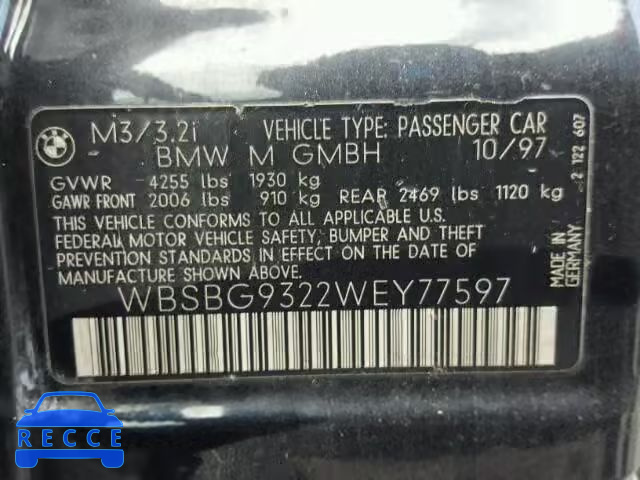 M3/3.2i VEHICLE TYPE: PASSENGER CAR
BMW M GMBH 10/97
GVWR 4255 lbs 1930 kg
GAWR FRONT 2006 lbs 910 kg REAR 2469 lbs 1120 kg
THIS VEHICLE CONFORMS TO ALL APPLICABLE U.S.
FEDERAL MOTOR VEHICLE SAFETY, BUMPER AND THEFT
PREVENTION STANDARDS IN EFFECT ON THE DATE OF
MANUFACTURE SHOWN ABOVE.
WBSBG9322WEY77597
2 122 607
MADE IN
GERMANY
RECCE